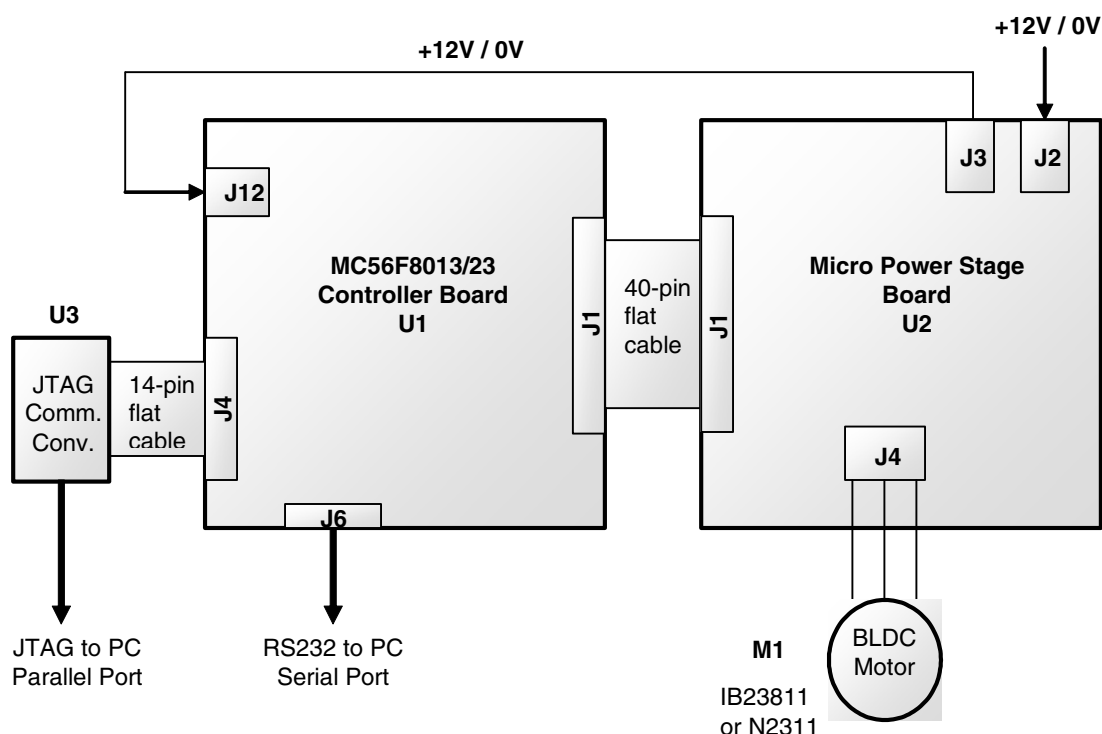 +12V / 0V
+12V / 0V
J3
J2
J12
MC56F8013/23
Controller Board
U1
J1
40-pin
flat
cable
J1
Micro Power Stage
Board
U2
U3
JTAG
Comm.
Conv.
14-pin
flat
cable
J4
J4
J6
JTAG to PC
Parallel Port
RS232 to PC
Serial Port
M1
BLDC
Motor
IB23811
or N2311